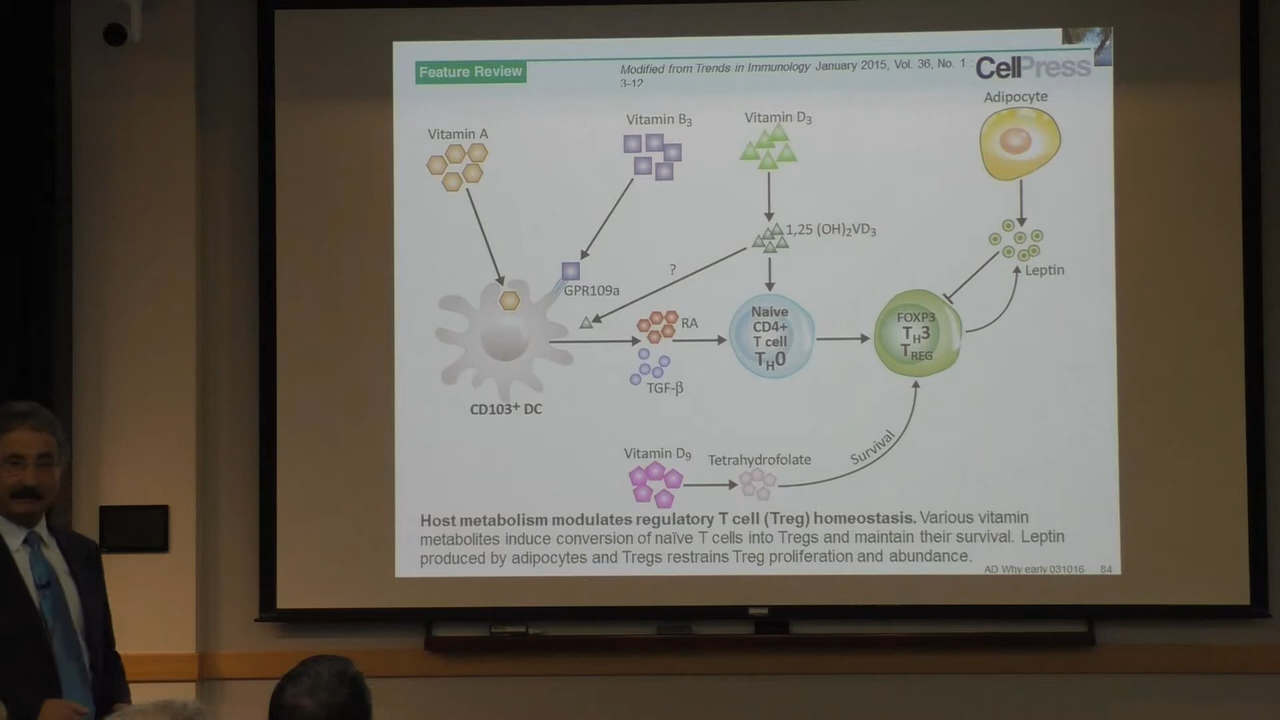 Feature Review
Modified from Trends in Immunology January 2015, Vol. 36, No. 1
3–12
CellPress
Adipocyte
Vitamin A
Vitamin B3
Vitamin D3
1,25 (OH)2VD3
Leptin
?
GPR109a
RA
TGF-β
Naive
CD4+
T cell
TH0
FOXP3
TH3
TREG
CD103+ DC
Vitamin D9
Tetrahydrofolate
Survival
Host metabolism modulates regulatory T cell (Treg) homeostasis. Various vitamin
metabolites induce conversion of naïve T cells into Tregs and maintain their survival. Leptin
produced by adipocytes and Tregs restrains Treg proliferation and abundance.
AD Why early 031016 84